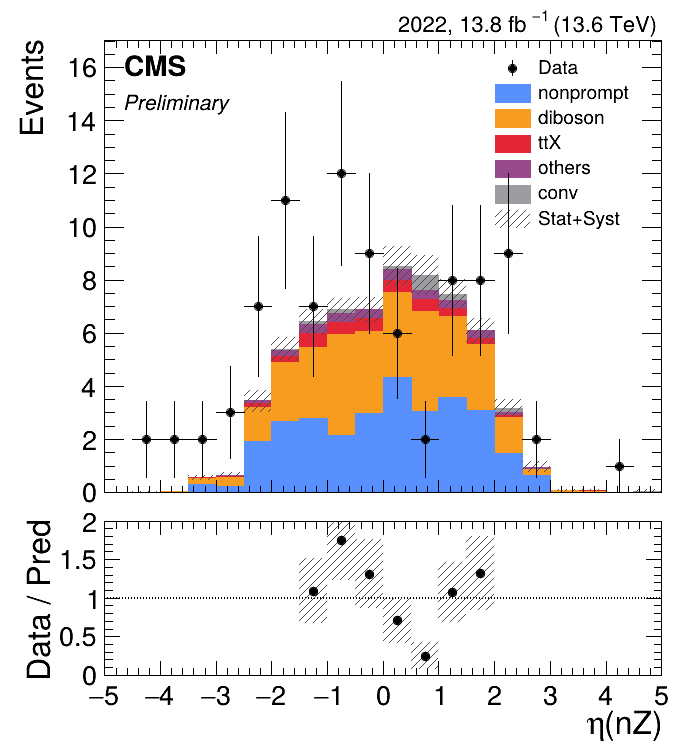 2022, 13.8 fb⁻¹ (13.6 TeV)
CMS
Preliminary
Events
16
14
12
10
8
6
4
2
0
Data
nonprompt
diboson
ttX
others
conv
Stat+Syst
Data / Pred
2
1.5
1
0.5
0
−5 −4 −3 −2 −1 0 1 2 3 4 5
η(nZ)